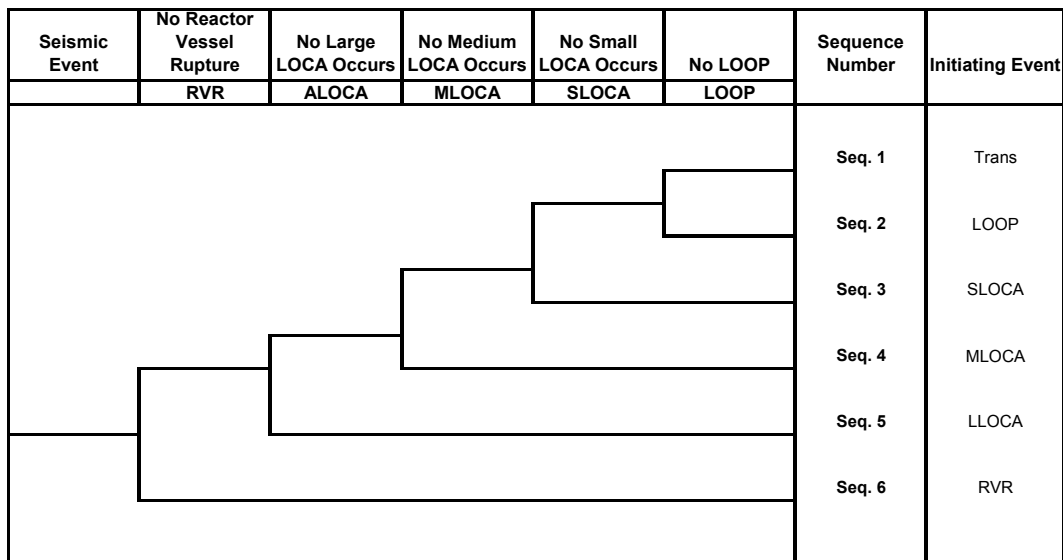 Seismic
Event
No Reactor
Vessel
Rupture
No Large
LOCA Occurs
No Medium
LOCA Occurs
No Small
LOCA Occurs
No LOOP
Sequence
Number
Initiating Event
RVR
ALOCA
MLOCA
SLOCA
LOOP
Seq. 1
Trans
Seq. 2
LOOP
Seq. 3
SLOCA
Seq. 4
MLOCA
Seq. 5
LLOCA
Seq. 6
RVR